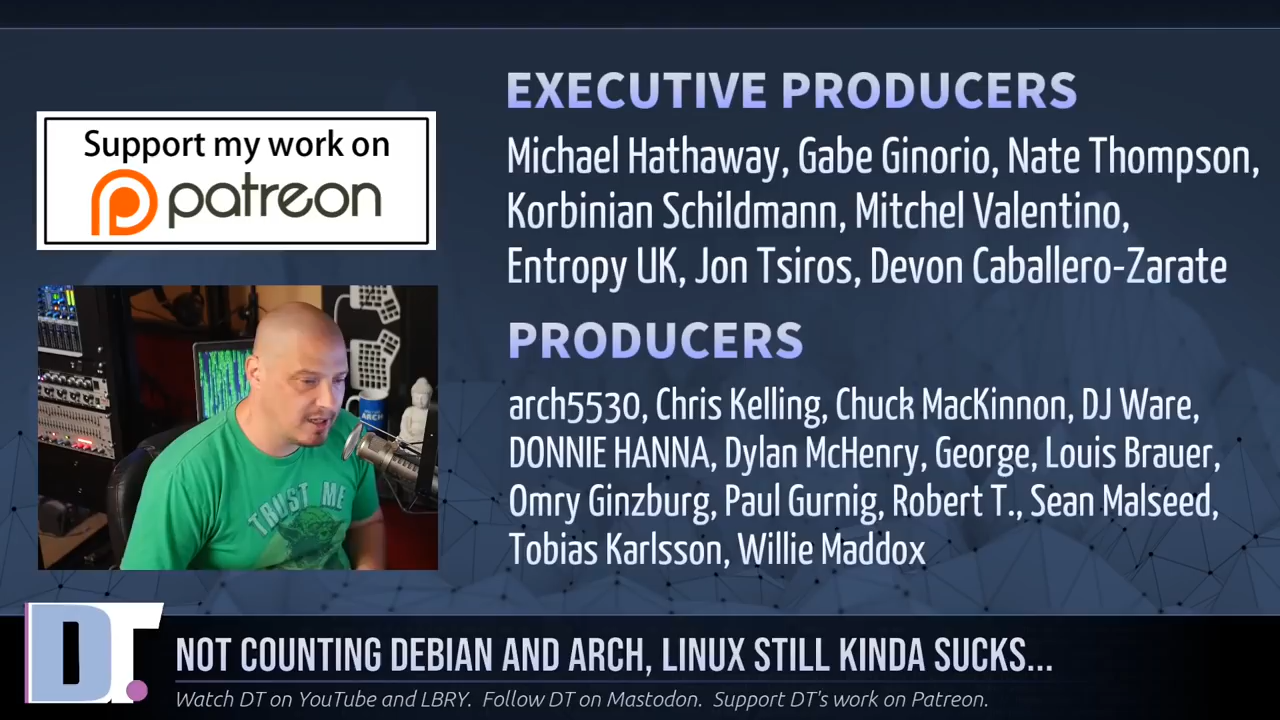 EXECUTIVE PRODUCERS
Michael Hathaway, Gabe Ginorio, Nate Thompson,
Korbinian Schildmann, Mitchel Valentino,
Entropy UK, Jon Tsiros, Devon Caballero-Zarate
PRODUCERS
arch5530, Chris Kelling, Chuck MacKinnon, DJ Ware,
DONNIE HANNA, Dylan McHenry, George, Louis Brauer,
Omry Ginzburg, Paul Gurnig, Robert T., Sean Malseed,
Tobias Karlsson, Willie Maddox
Support my work on
patreon
ARCH
TRUST ME
DT.
NOT COUNTING DEBIAN AND ARCH, LINUX STILL KINDA SUCKS...
Watch DT on YouTube and LBRY. Follow DT on Mastodon. Support DT's work on Patreon.